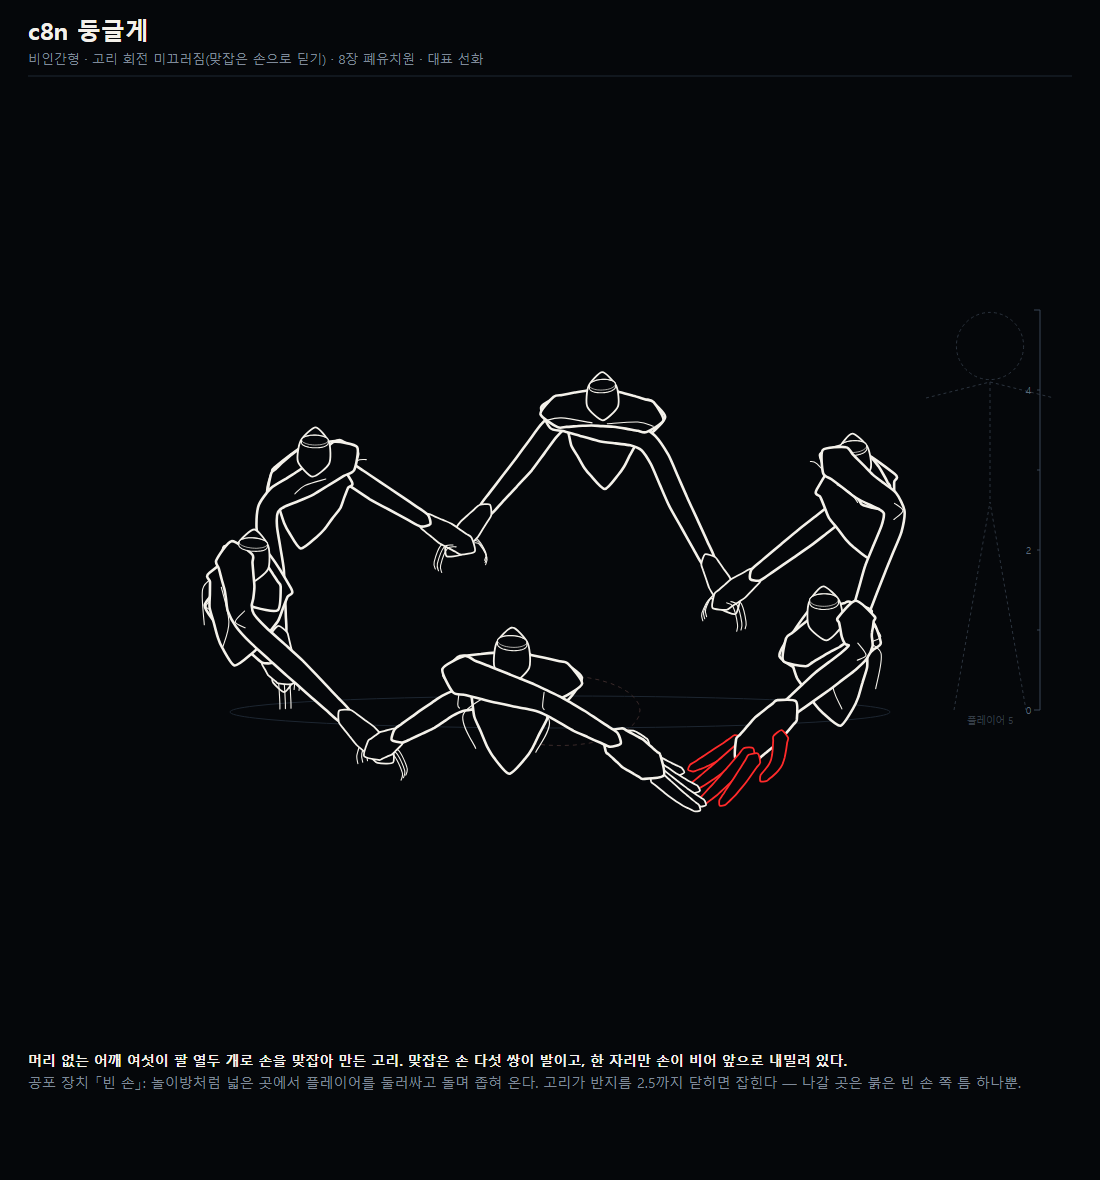 c8n 둥글게
비인간형 · 고리 회전 미끄러짐(맞잡은 손으로 딛기) · 8장 폐유치원 · 대표 선화
4
2
0
플레이어 5
머리 없는 어깨 여섯이 팔 열두 개로 손을 맞잡아 만든 고리. 맞잡은 손 다섯 쌍이 발이고, 한 자리만 손이 비어 앞으로 내밀려 있다.
공포 장치 「빈 손」: 놀이방처럼 넓은 곳에서 플레이어를 둘러싸고 돌며 좁혀 온다. 고리가 반지름 2.5까지 닫히면 잡힌다 — 나갈 곳은 붉은 빈 손 쪽 틈 하나뿐.